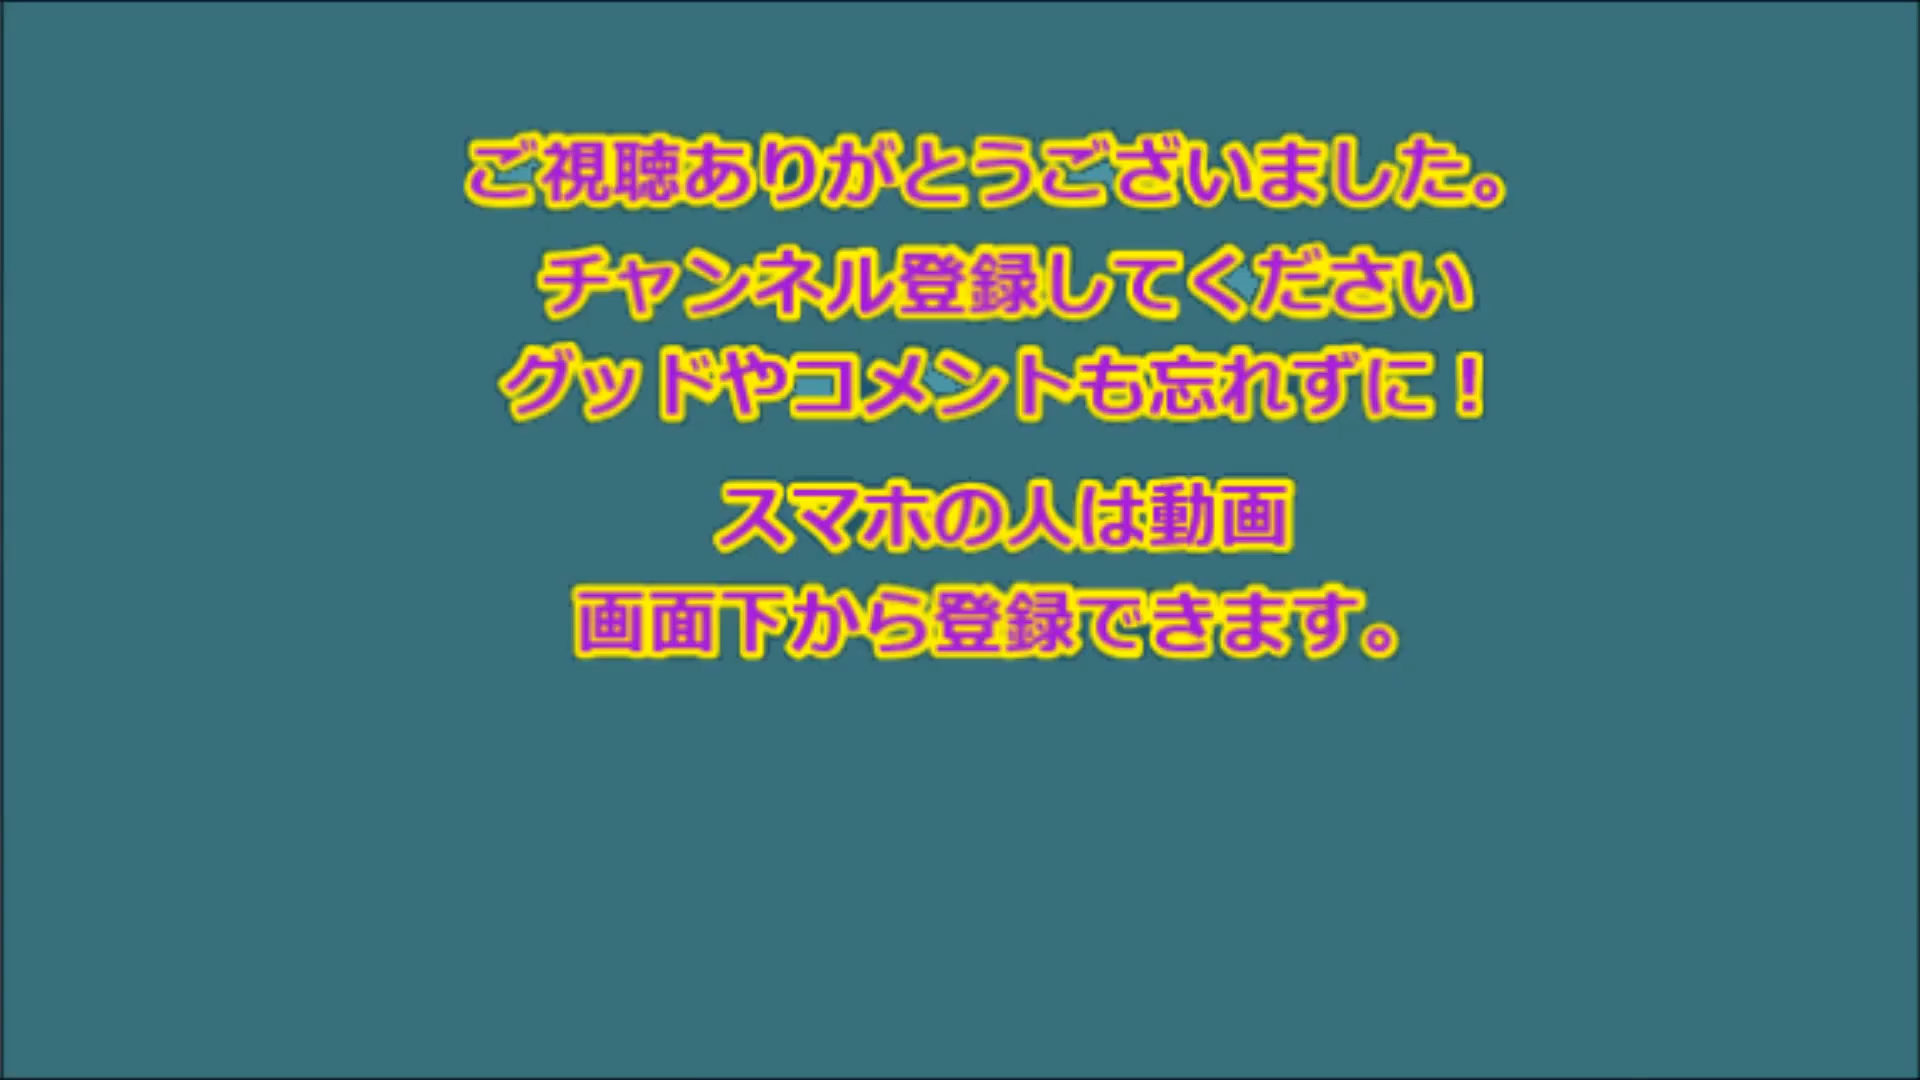 ご視聴ありがとうございました。
チャンネル登録してください
グッドやコメントも忘れずに！
スマホの人は動画
画面下から登録できます。